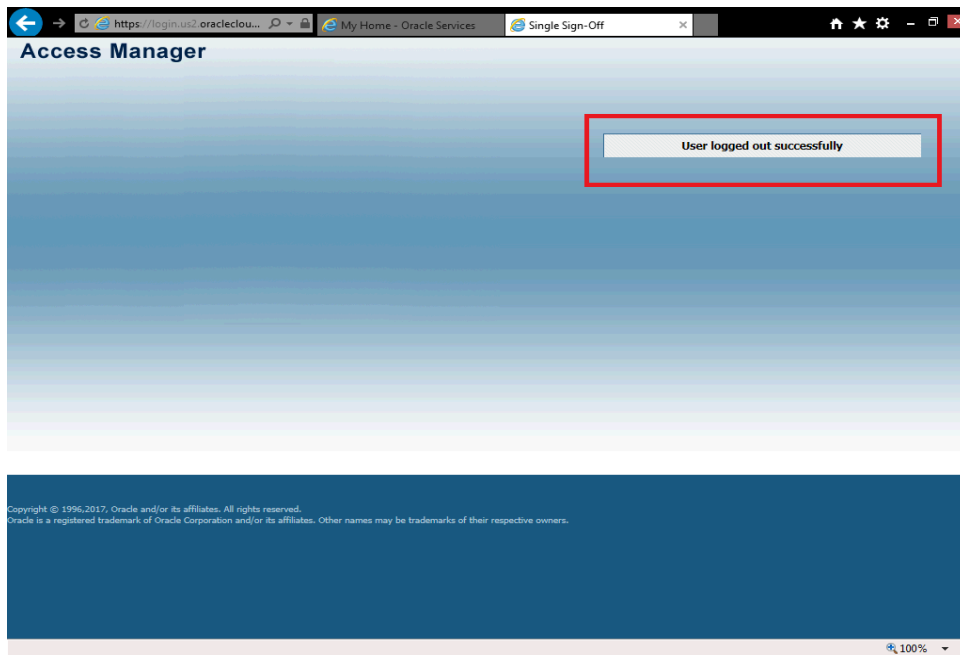 https://login.us2.oracleclou...
My Home - Oracle Services
Single Sign-Off
Access Manager
User logged out successfully
Copyright © 1996,2017, Oracle and/or its affiliates. All rights reserved.
Oracle is a registered trademark of Oracle Corporation and/or its affiliates. Other names may be trademarks of their respective owners.
100%